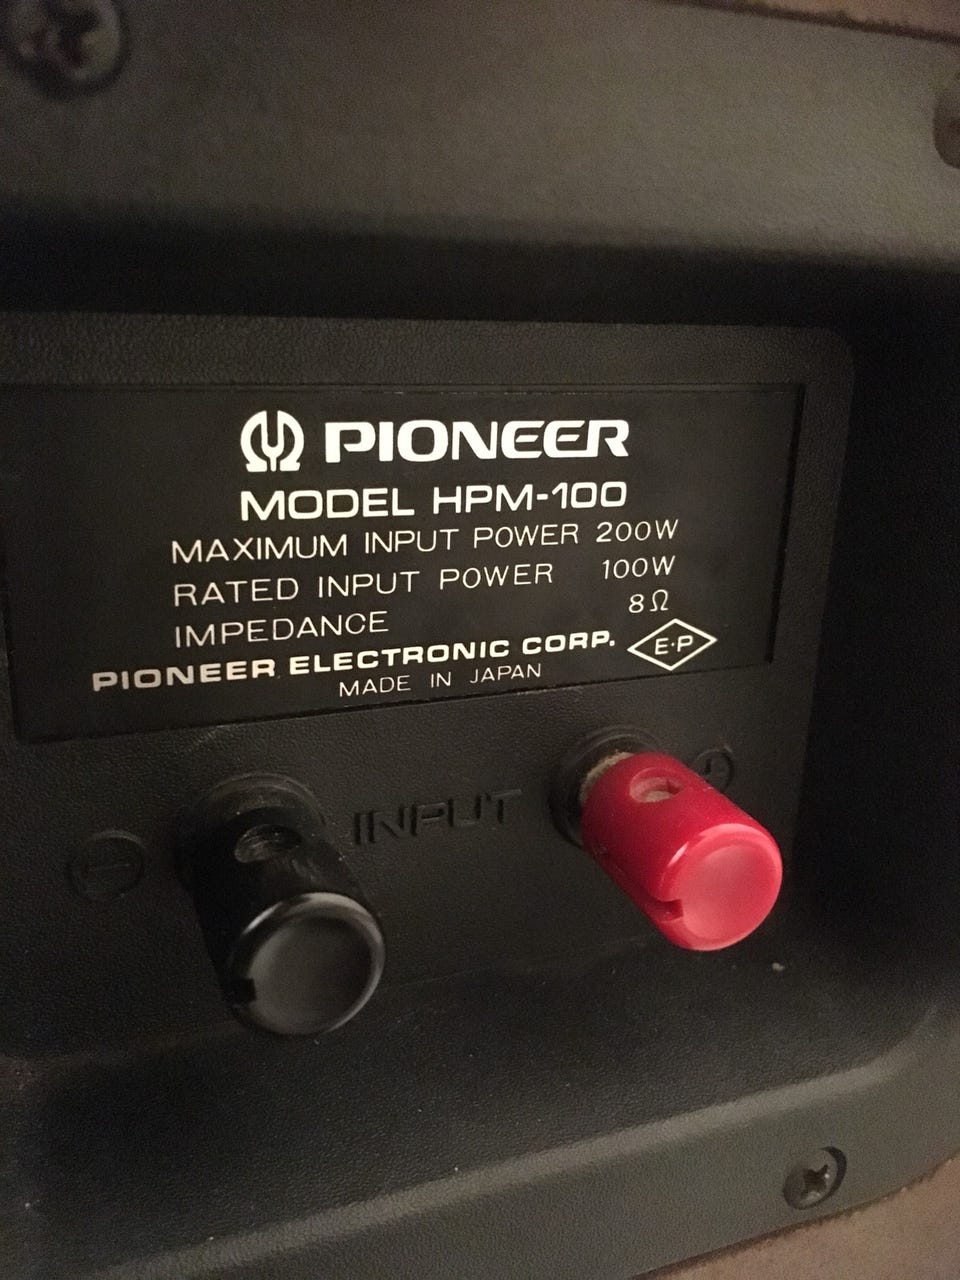 PIONEER
MODEL HPM-100
MAXIMUM INPUT POWER 200W
RATED INPUT POWER 100W
IMPEDANCE 8Ω
PIONEER ELECTRONIC CORP. E·P
MADE IN JAPAN
INPUT
− +